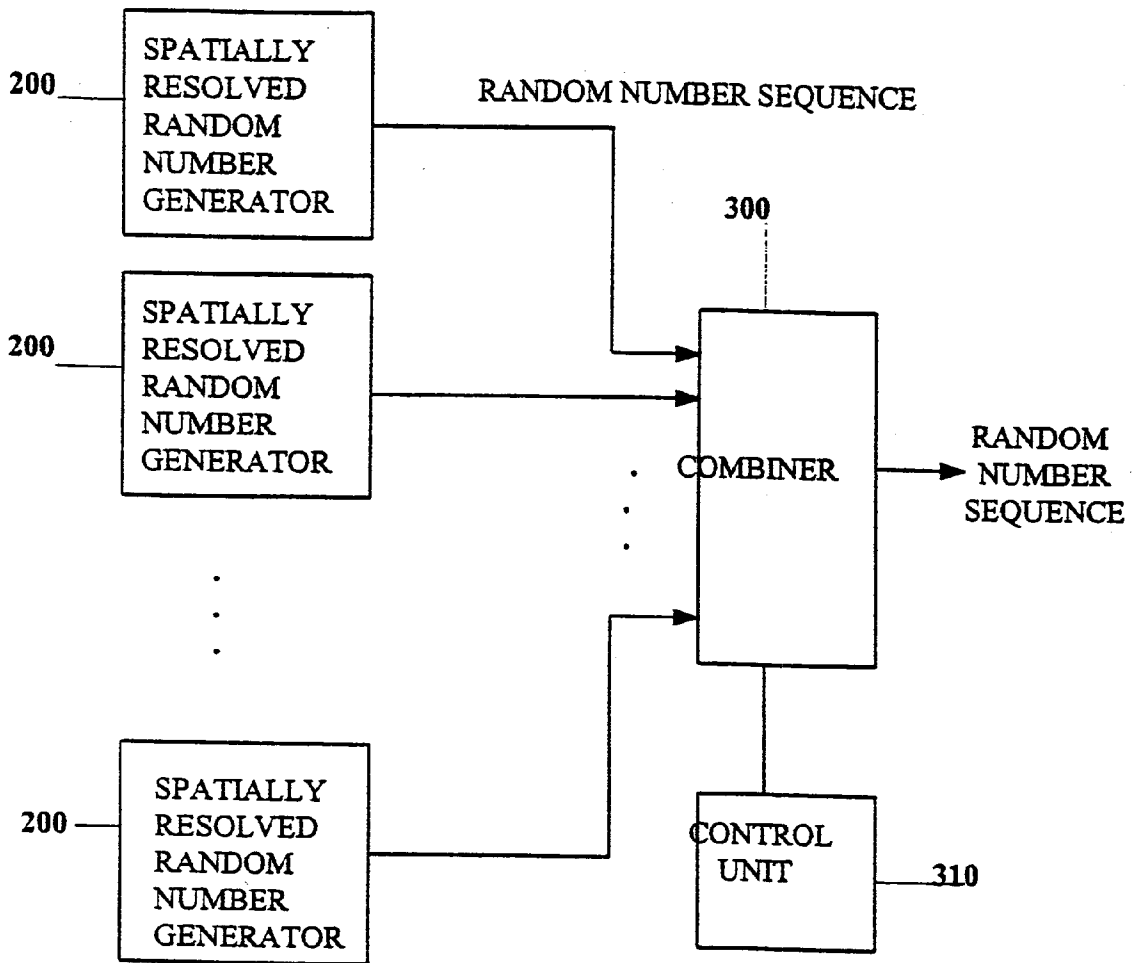 SPATIALLY
RESOLVED
RANDOM
NUMBER
GENERATOR
200
RANDOM NUMBER SEQUENCE
300
SPATIALLY
RESOLVED
RANDOM
NUMBER
GENERATOR
200
COMBINER
RANDOM
NUMBER
SEQUENCE
SPATIALLY
RESOLVED
RANDOM
NUMBER
GENERATOR
200
CONTROL
UNIT
310